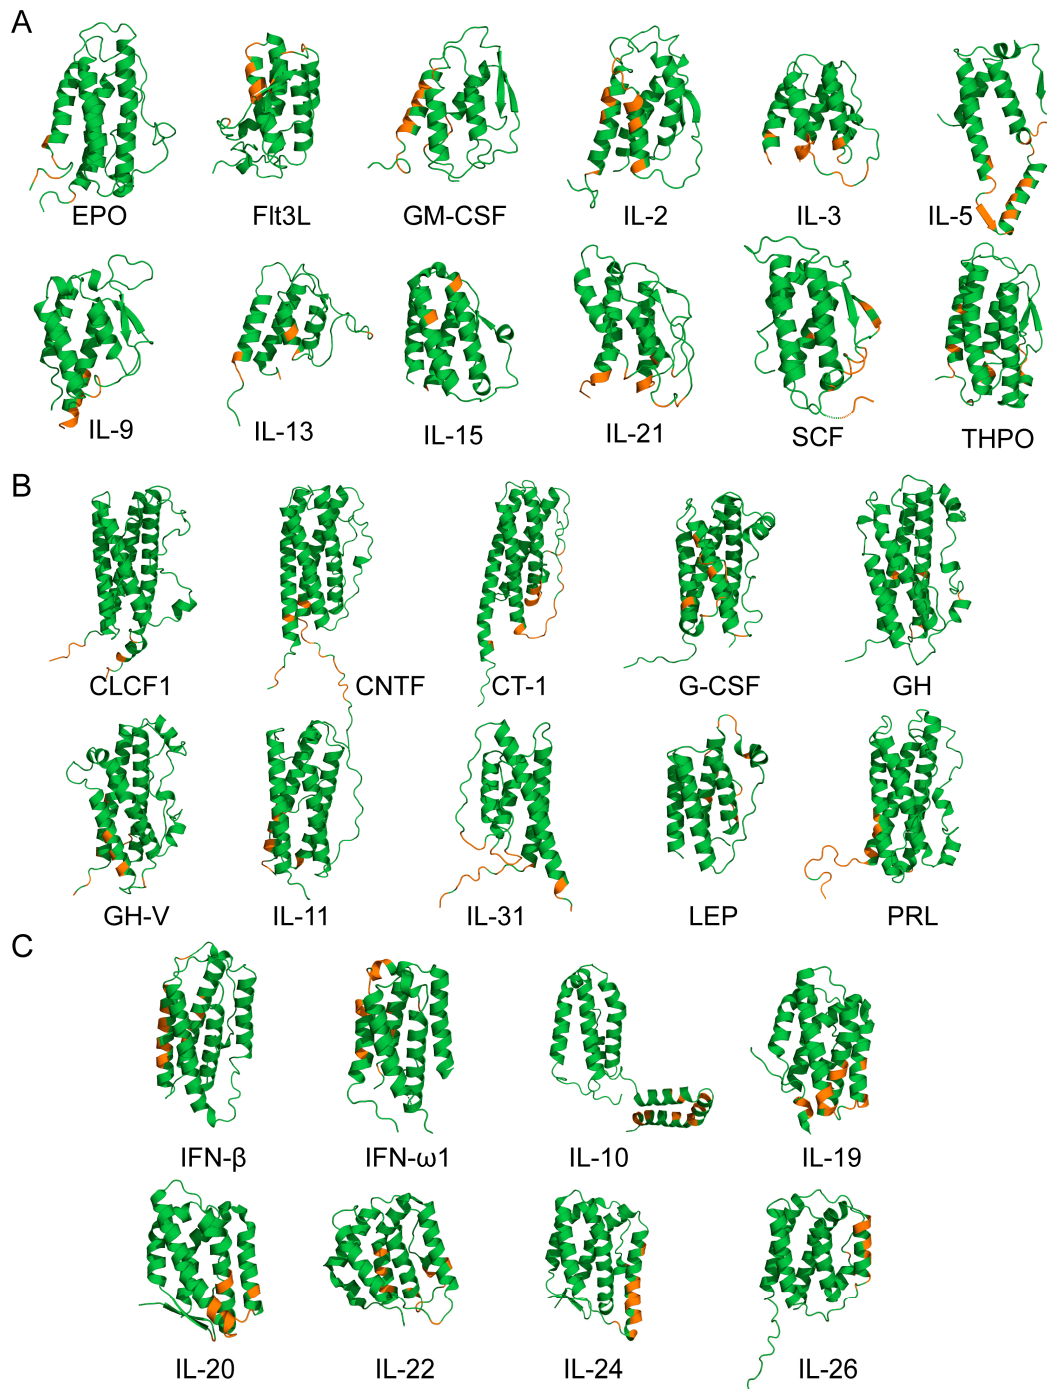 A
EPO Flt3L GM-CSF IL-2 IL-3 IL-5
IL-9 IL-13 IL-15 IL-21 SCF THPO
B
CLCF1 CNTF CT-1 G-CSF GH
GH-V IL-11 IL-31 LEP PRL
C
IFN-β IFN-ω1 IL-10 IL-19
IL-20 IL-22 IL-24 IL-26